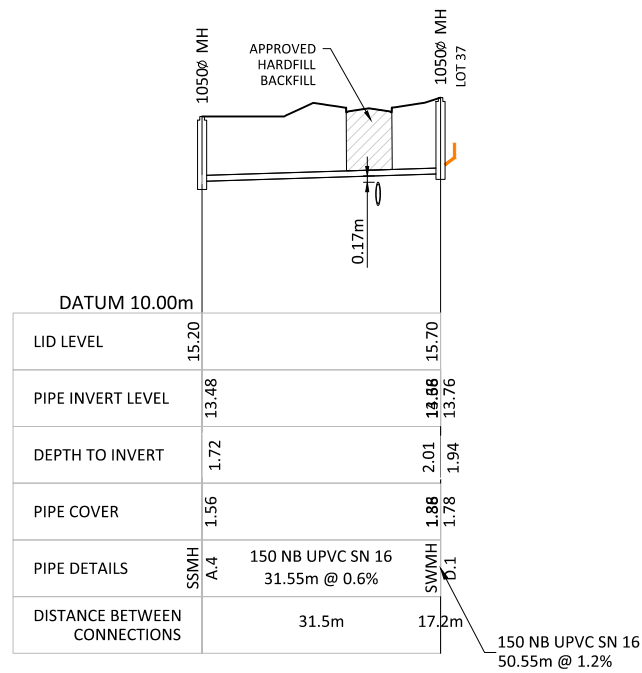 1050Ø MH
APPROVED
HARDFILL
BACKFILL
1050Ø MH
LOT 37
0.17m
DATUM 10.00m
LID LEVEL
15.20
15.70
PIPE INVERT LEVEL
13.48
13.76
DEPTH TO INVERT
1.72
2.01
1.94
PIPE COVER
1.56
1.78
PIPE DETAILS
SSMH
A.4
150 NB UPVC SN 16
31.55m @ 0.6%
SWMH
D.1
DISTANCE BETWEEN
CONNECTIONS
31.5m
17.2m
150 NB UPVC SN 16
50.55m @ 1.2%